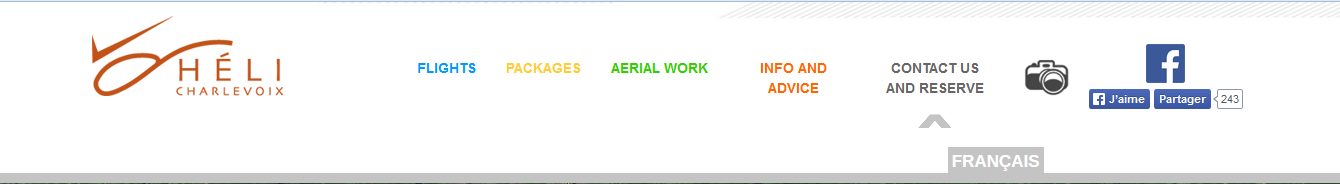 HÉLI
CHARLEVOIX
FLIGHTS
PACKAGES
AERIAL WORK
INFO AND
ADVICE
CONTACT US
AND RESERVE
J'aime
Partager
243
FRANÇAIS